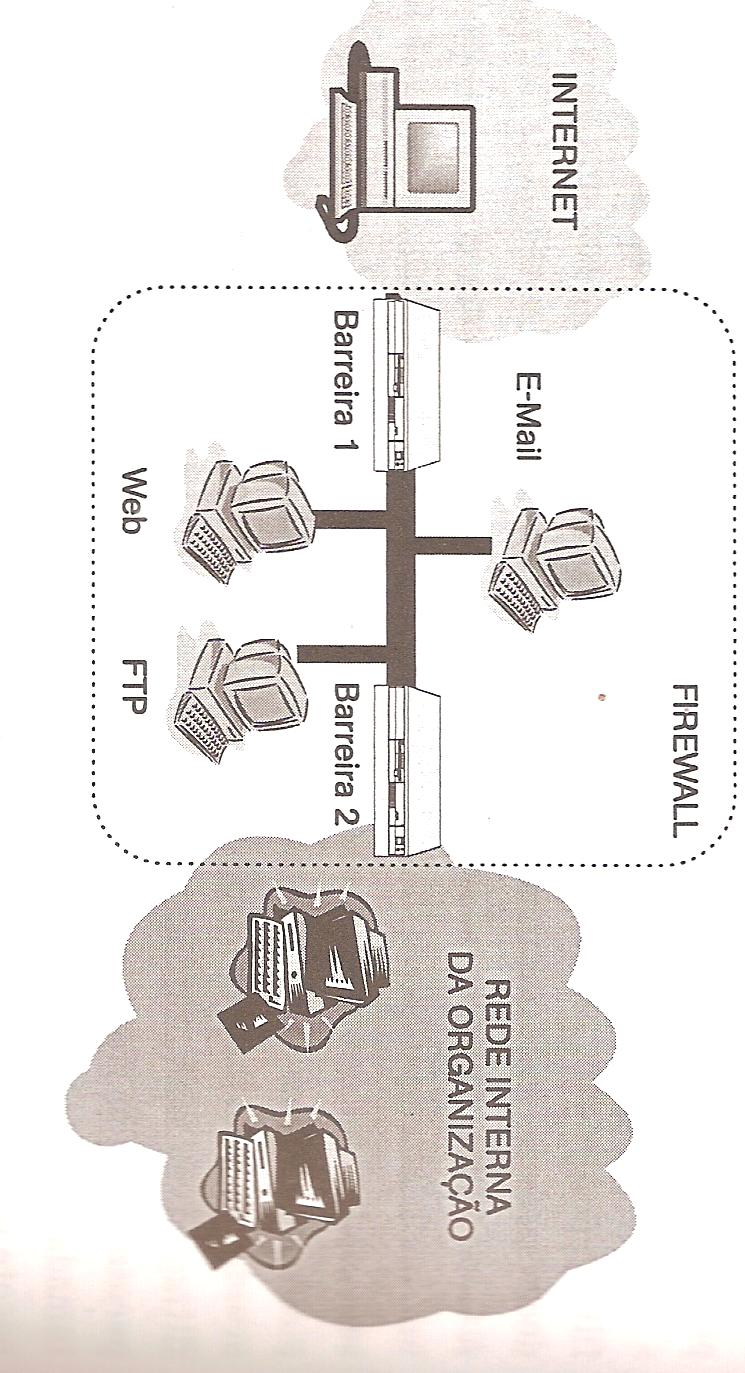 INTERNET
FIREWALL
E-Mail
Barreira 1
Barreira 2
Web
FTP
REDE INTERNA
DA ORGANIZAÇÃO